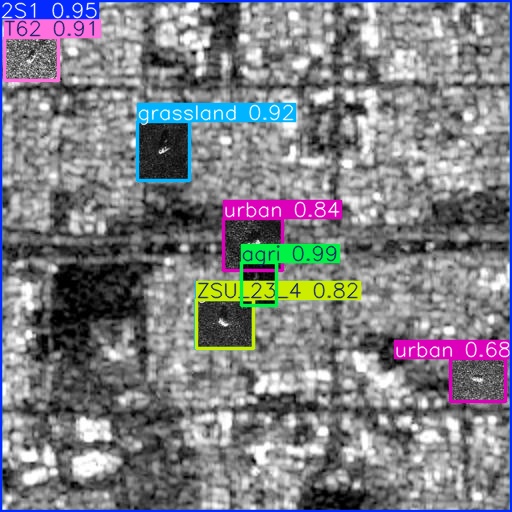 2S1 0.95
T62 0.91
grassland 0.92
urban 0.84
agri 0.99
ZSU_23_4 0.82
urban 0.68